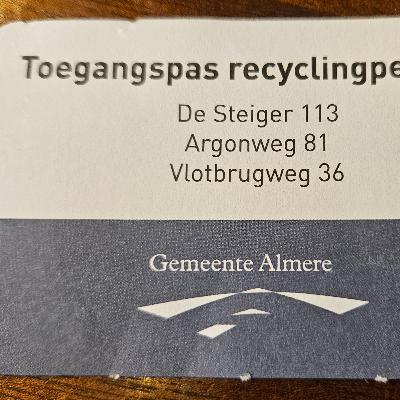 Toegangspas recyclingpe
De Steiger 113
Argonweg 81
Vlotbrugweg 36
Gemeente Almere